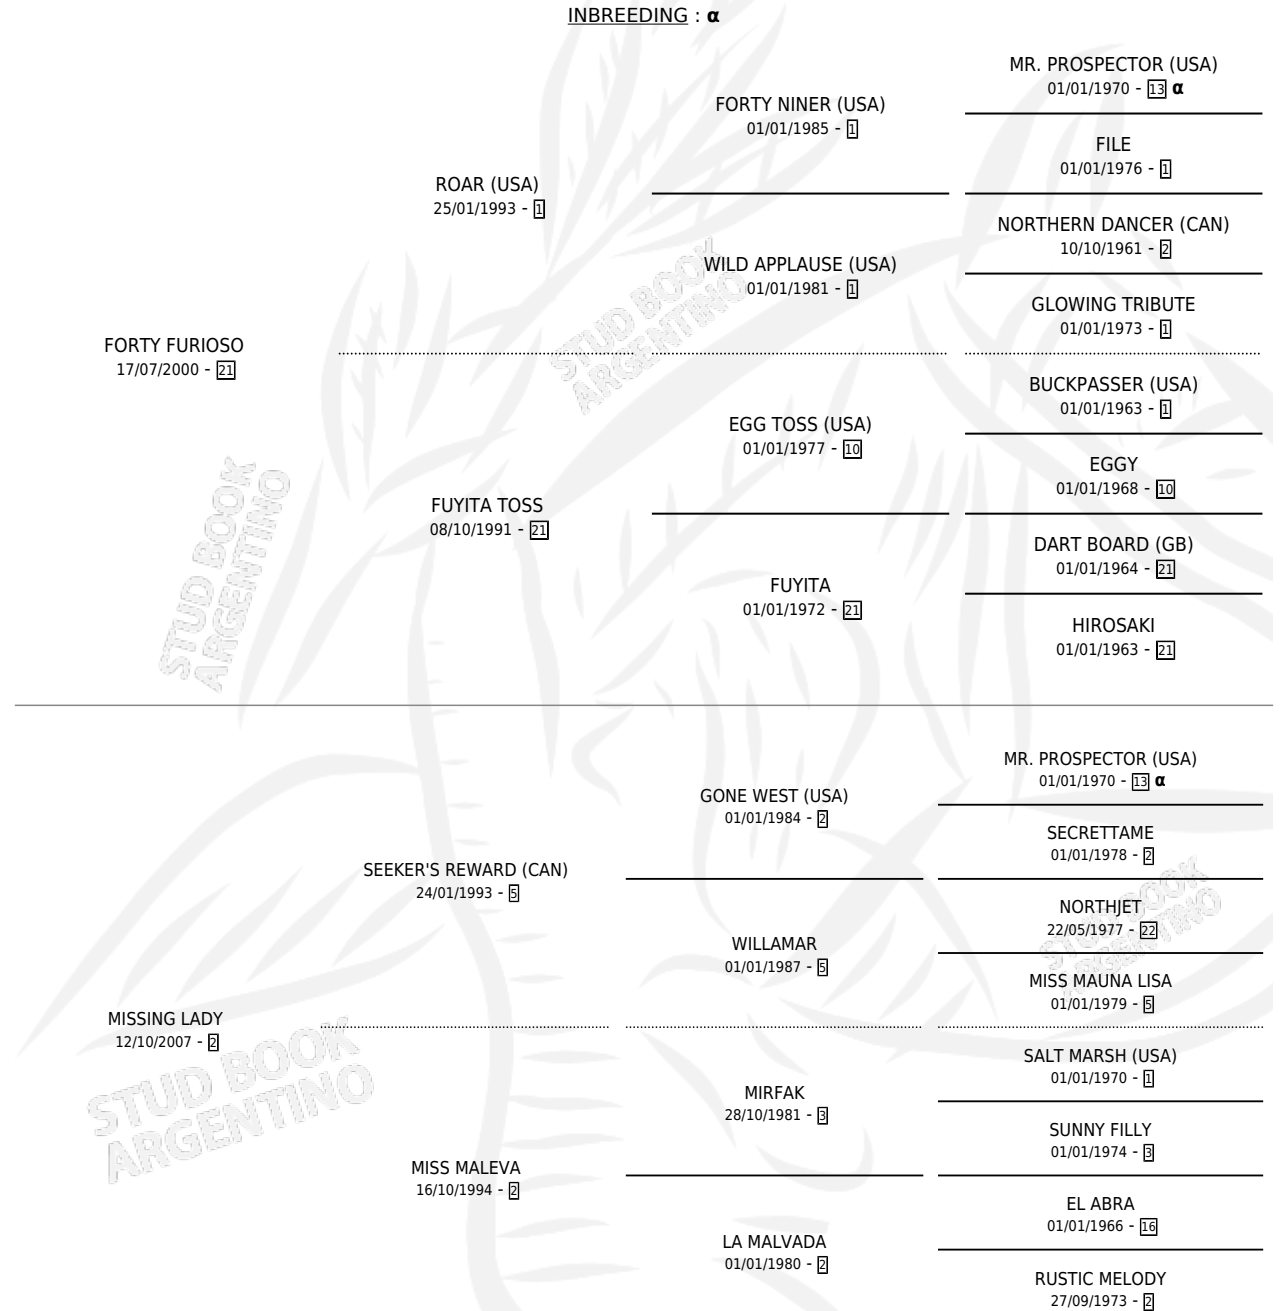 INBREEDING : α
MR. PROSPECTOR (USA)
01/01/1970 - 13 α
FORTY NINER (USA)
01/01/1985 - 1
FILE
01/01/1976 - 1
ROAR (USA)
25/01/1993 - 1
NORTHERN DANCER (CAN)
10/10/1961 - 2
WILD APPLAUSE (USA)
01/01/1981 - 1
GLOWING TRIBUTE
01/01/1973 - 1
FORTY FURIOSO
17/07/2000 - 21
BUCKPASSER (USA)
01/01/1963 - 1
EGG TOSS (USA)
01/01/1977 - 10
EGGY
01/01/1968 - 10
FUYITA TOSS
08/10/1991 - 21
DART BOARD (GB)
01/01/1964 - 21
FUYITA
01/01/1972 - 21
HIROSAKI
01/01/1963 - 21
MR. PROSPECTOR (USA)
01/01/1970 - 13 α
GONE WEST (USA)
01/01/1984 - 2
SECRETTAME
01/01/1978 - 2
SEEKER'S REWARD (CAN)
24/01/1993 - 5
NORTHJET
22/05/1977 - 22
WILLAMAR
01/01/1987 - 5
MISS MAUNA LISA
01/01/1979 - 5
MISSING LADY
12/10/2007 - 2
SALT MARSH (USA)
01/01/1970 - 1
MIRFAK
28/10/1981 - 3
SUNNY FILLY
01/01/1974 - 3
MISS MALEVA
16/10/1994 - 2
EL ABRA
01/01/1966 - 16
LA MALVADA
01/01/1980 - 2
RUSTIC MELODY
27/09/1973 - 2
STUD BOOK
ARGENTINO
STUD BOOK
ARGENTINO
STUD BOOK
ARGENTINO
STUD BOOK
ARGENTINO